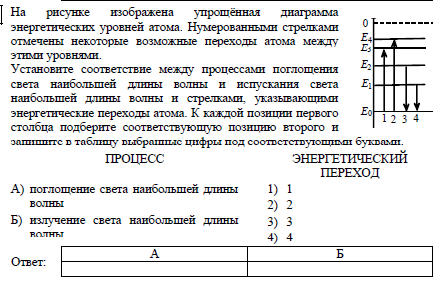 На рисунке изображена упрощённая диаграмма
энергетических уровней атома. Нумерованными стрелками
отмечены некоторые возможные переходы атома между
этими уровнями.
Установите соответствие между процессами поглощения
света наибольшей длины волны и испускания света
наибольшей длины волны и стрелками, указывающими
энергетические переходы атома. К каждой позиции первого
столбца подберите соответствующую позицию второго и
запишите в таблицу выбранные цифры под соответствующими буквами.
0
E4
E3
E2
E1
E0
1 2 3 4
ПРОЦЕСС ЭНЕРГЕТИЧЕСКИЙ
ПЕРЕХОД
А) поглощение света наибольшей длины
волны
Б) излучение света наибольшей длины
волны
1) 1
2) 2
3) 3
4) 4
Ответ:
А Б